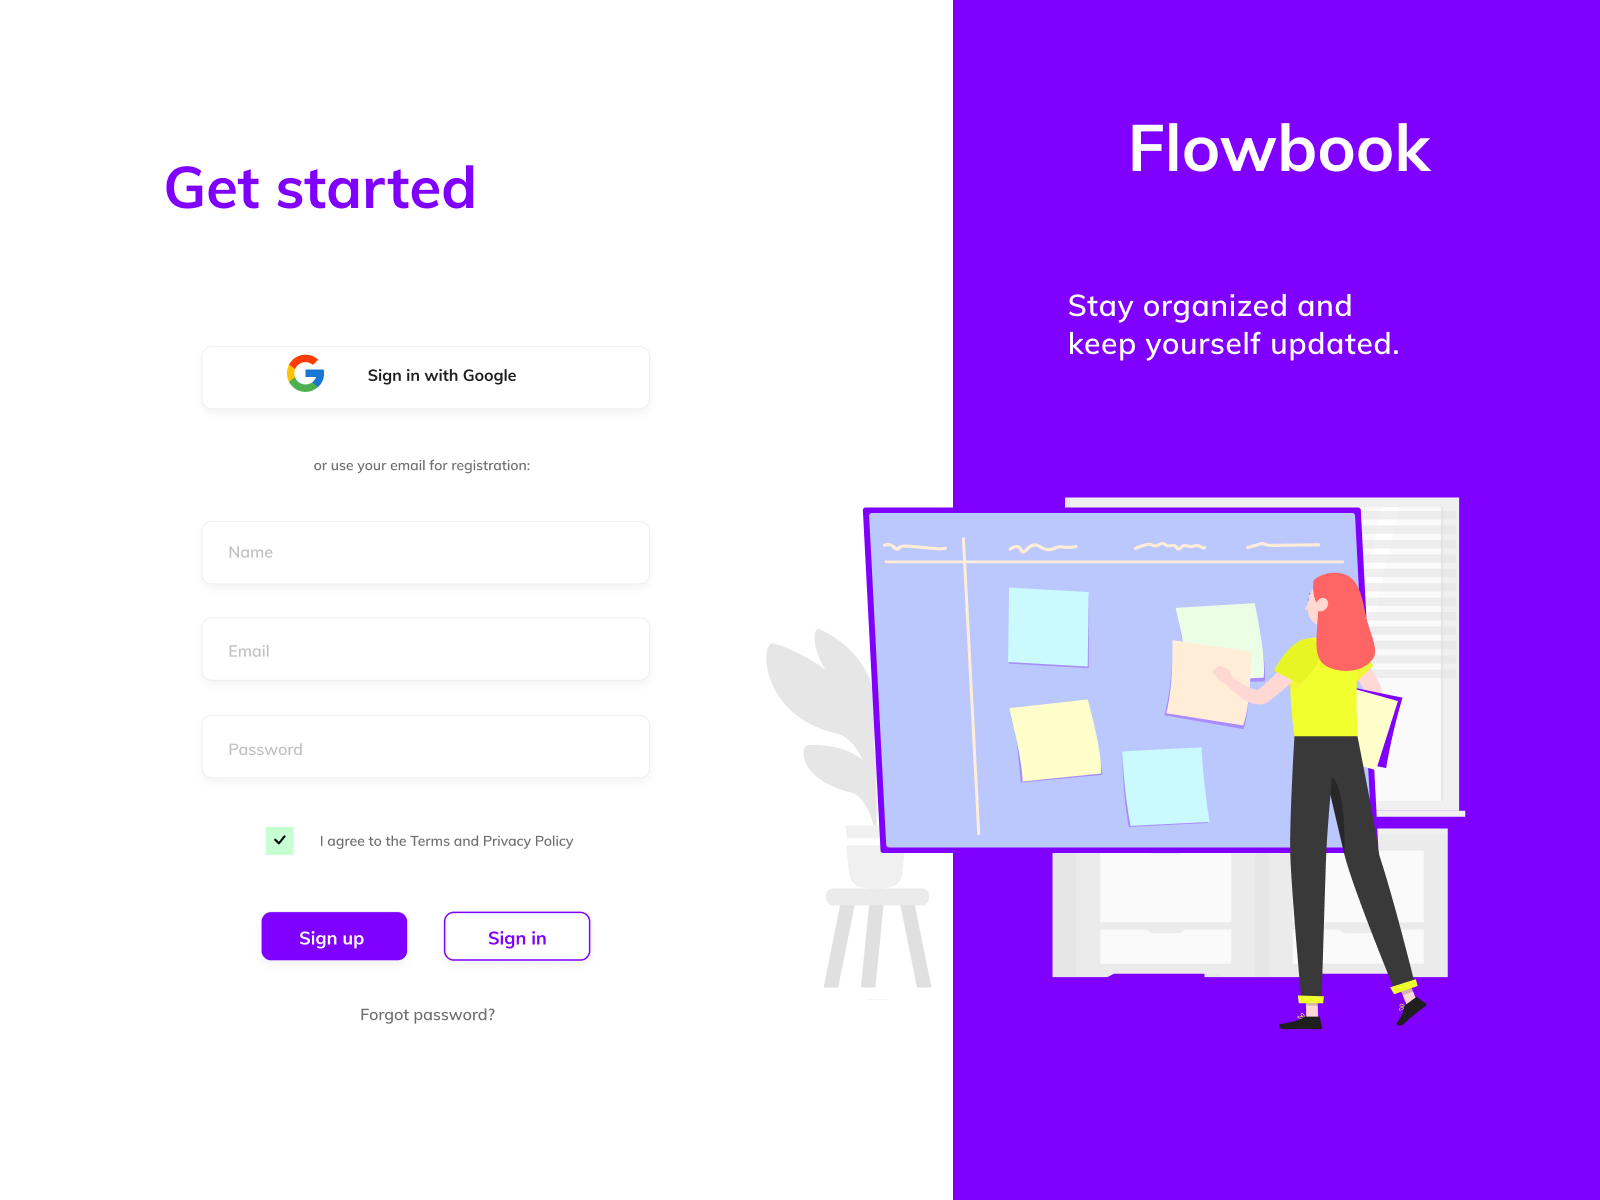 Get started
Sign in with Google
or use your email for registration:
Name
Email
Password
I agree to the Terms and Privacy Policy
Sign up
Sign in
Forgot password?
Flowbook
Stay organized and
keep yourself updated.